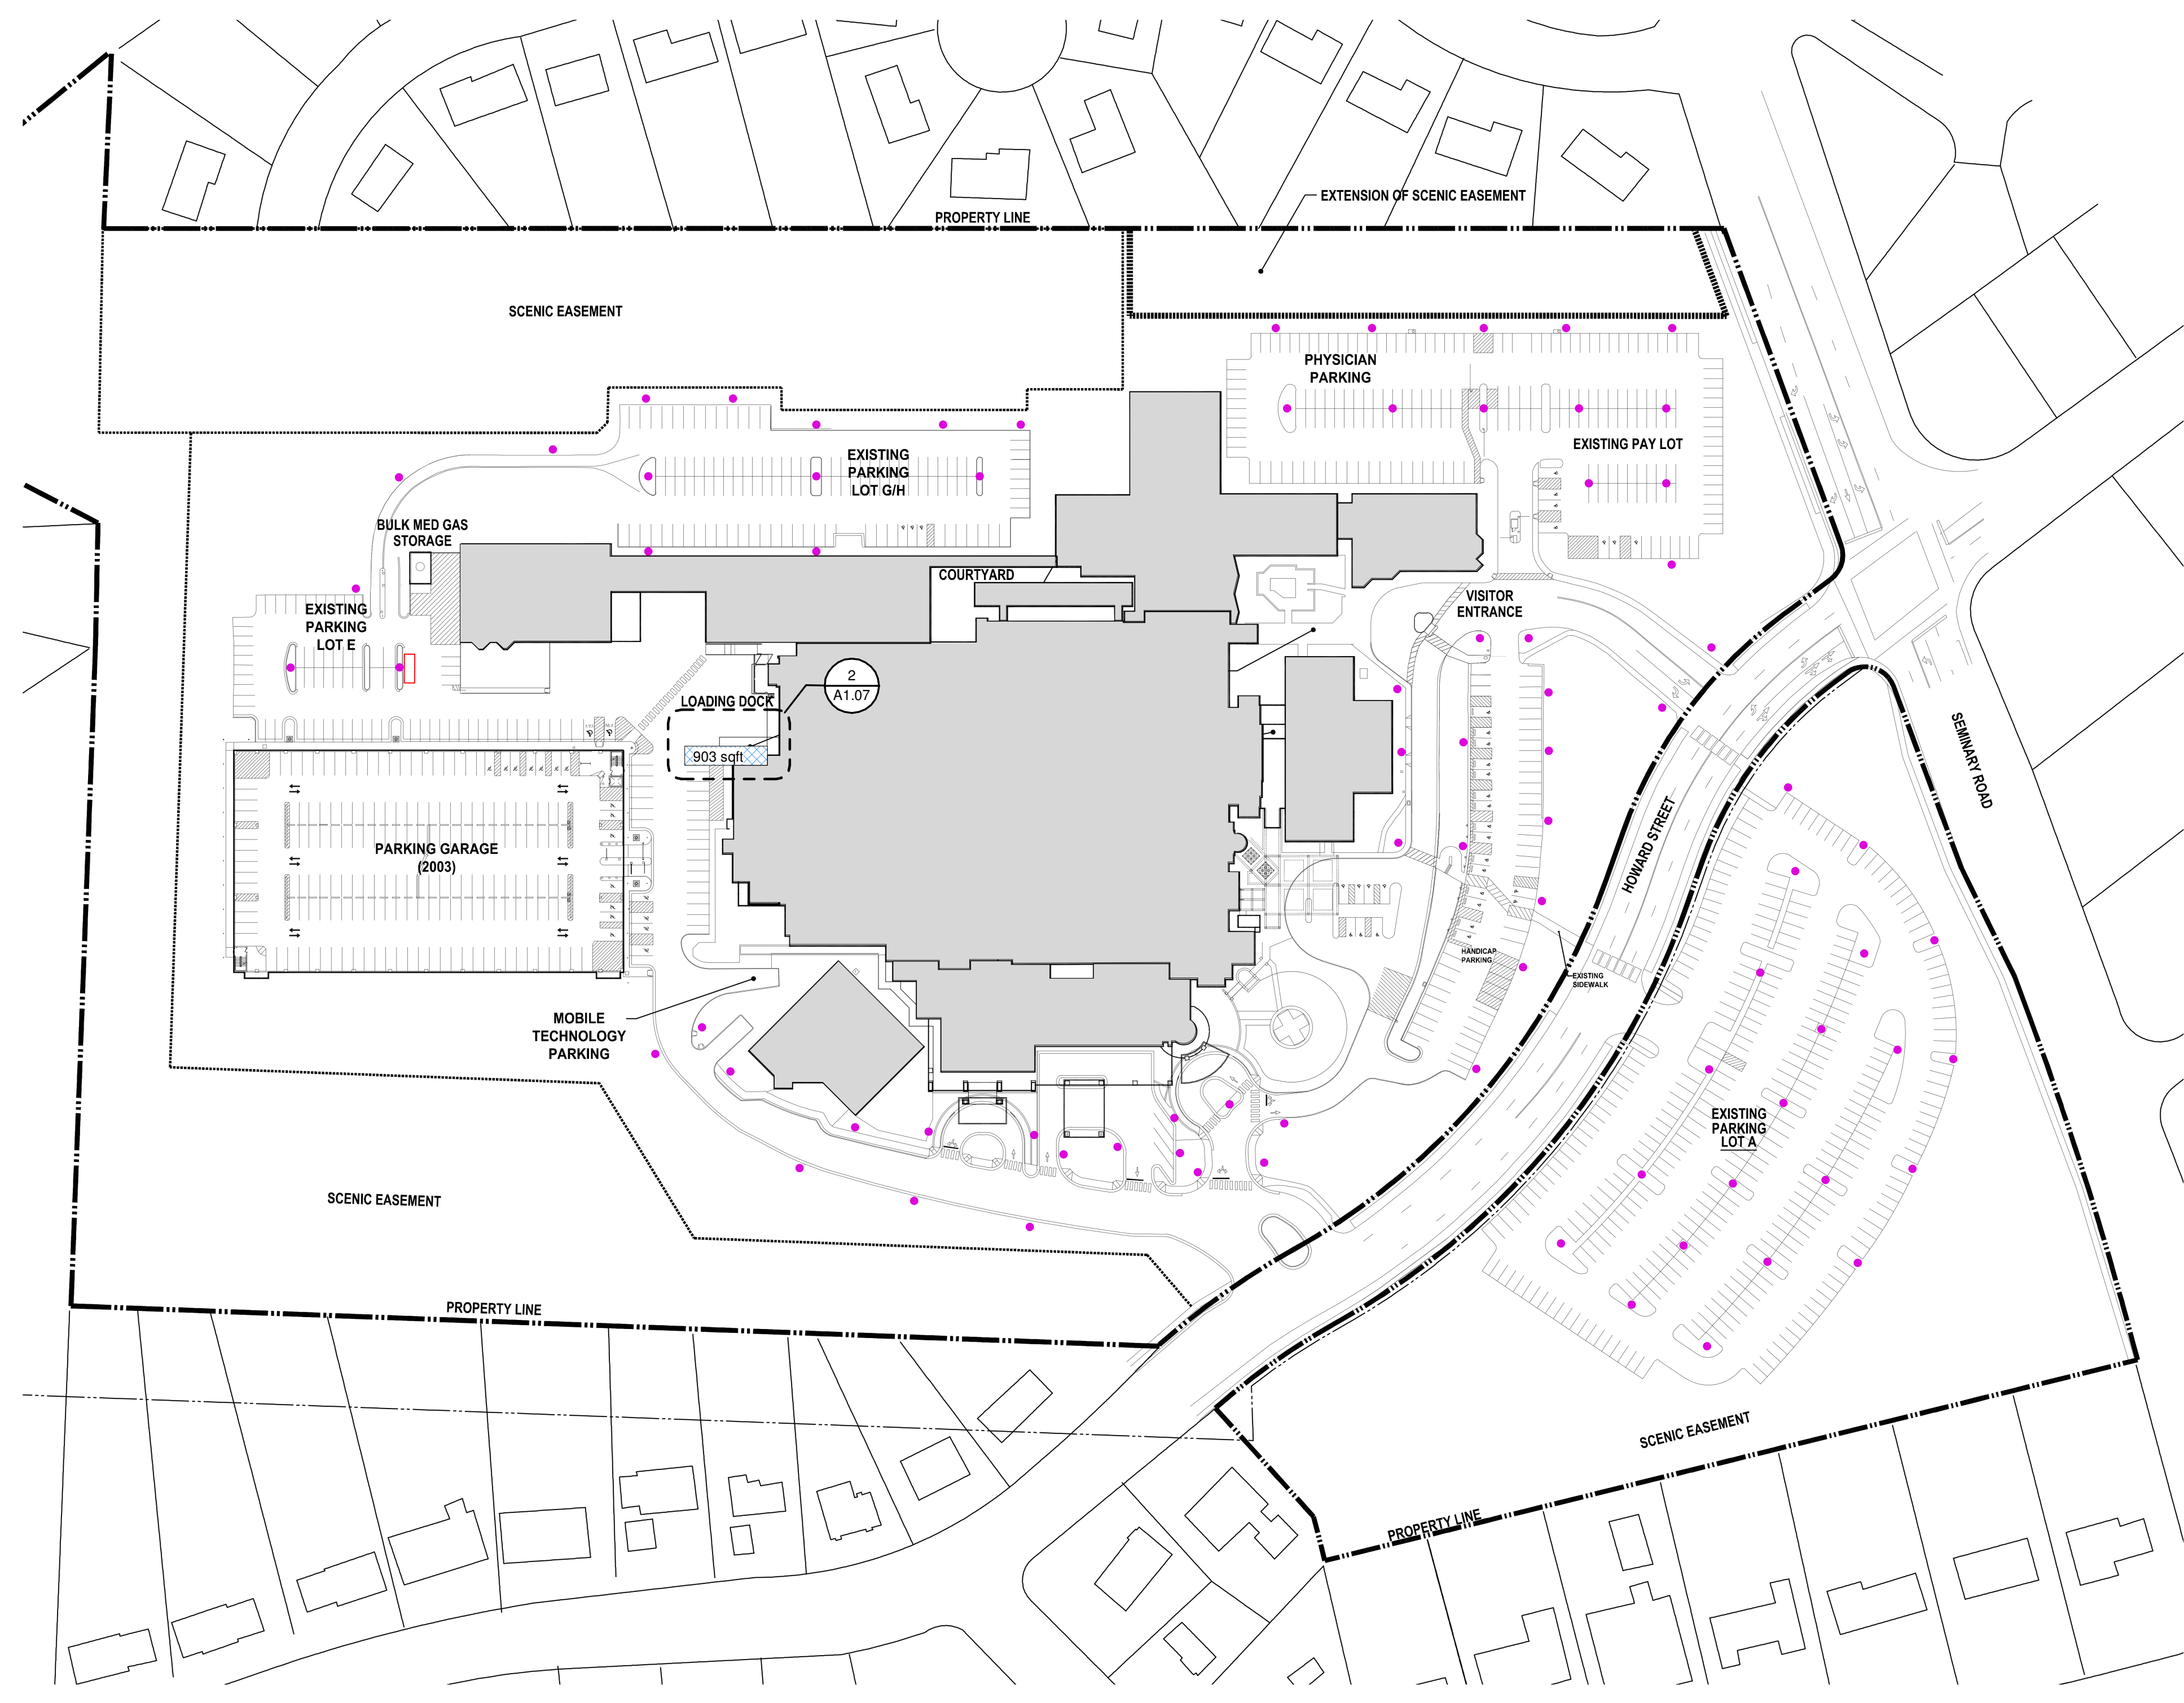 EXTENSION OF SCENIC EASEMENT
PROPERTY LINE
SCENIC EASEMENT
PHYSICIAN
PARKING
EXISTING PAY LOT
EXISTING
PARKING
LOT G/H
BULK MED GAS
STORAGE
COURTYARD
VISITOR
ENTRANCE
EXISTING
PARKING
LOT E
2
A1.07
LOADING DOCK
903 sqft
SEMINARY ROAD
HOWARD STREET
PARKING GARAGE
(2003)
HANDICAP
PARKING
EXISTING
SIDEWALK
MOBILE
TECHNOLOGY
PARKING
EXISTING
PARKING
LOT A
SCENIC EASEMENT
PROPERTY LINE
SCENIC EASEMENT
PROPERTY LINE